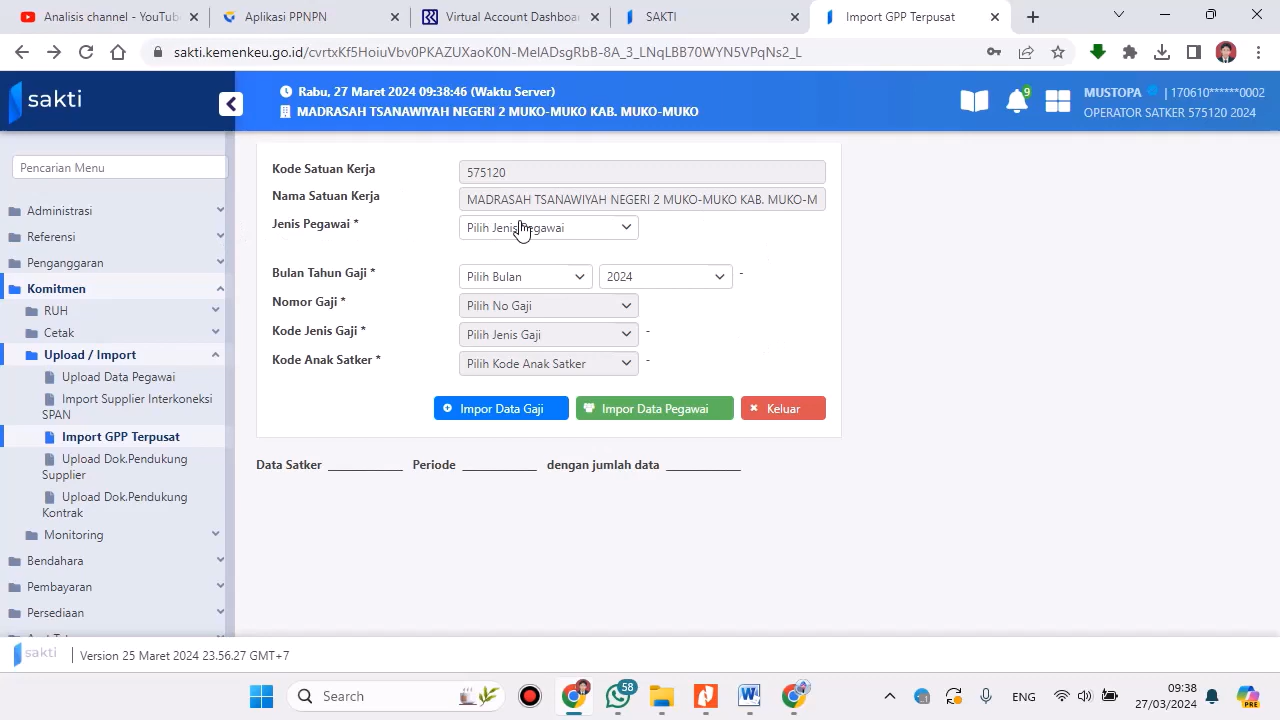 Analisis channel - YouTub
Aplikasi PPNPN
Virtual Account Dashboa
SAKTI
Import GPP Terpusat
sakti.kemenkeu.go.id/cvrtxKf5HoiuVbv0PKAZUXaoK0N-MelADsgRbB-8A_3_LNqLBB70WYN5VPqNs2_L
sakti
Rabu, 27 Maret 2024 09:38:46 (Waktu Server)
MADRASAH TSANAWIYAH NEGERI 2 MUKO-MUKO KAB. MUKO-MUKO
9
MUSTOPA | 170610******0002
OPERATOR SATKER 575120 2024
Pencarian Menu
Administrasi
Referensi
Penganggaran
Komitmen
RUH
Cetak
Upload / Import
Upload Data Pegawai
Import Supplier Interkoneksi
SPAN
Import GPP Terpusat
Upload Dok.Pendukung
Supplier
Upload Dok.Pendukung
Kontrak
Monitoring
Bendahara
Pembayaran
Persediaan
Kode Satuan Kerja 575120
Nama Satuan Kerja MADRASAH TSANAWIYAH NEGERI 2 MUKO-MUKO KAB. MUKO-M
Jenis Pegawai * Pilih Jenis Pegawai
Bulan Tahun Gaji * Pilih Bulan 2024 -
Nomor Gaji * Pilih No Gaji
Kode Jenis Gaji * Pilih Jenis Gaji -
Kode Anak Satker * Pilih Kode Anak Satker -
Impor Data Gaji Impor Data Pegawai Keluar
Data Satker ____________ Periode ____________ dengan jumlah data ____________
sakti | Version 25 Maret 2024 23.56.27 GMT+7
Search
58
ENG
09:38
27/03/2024
PRE